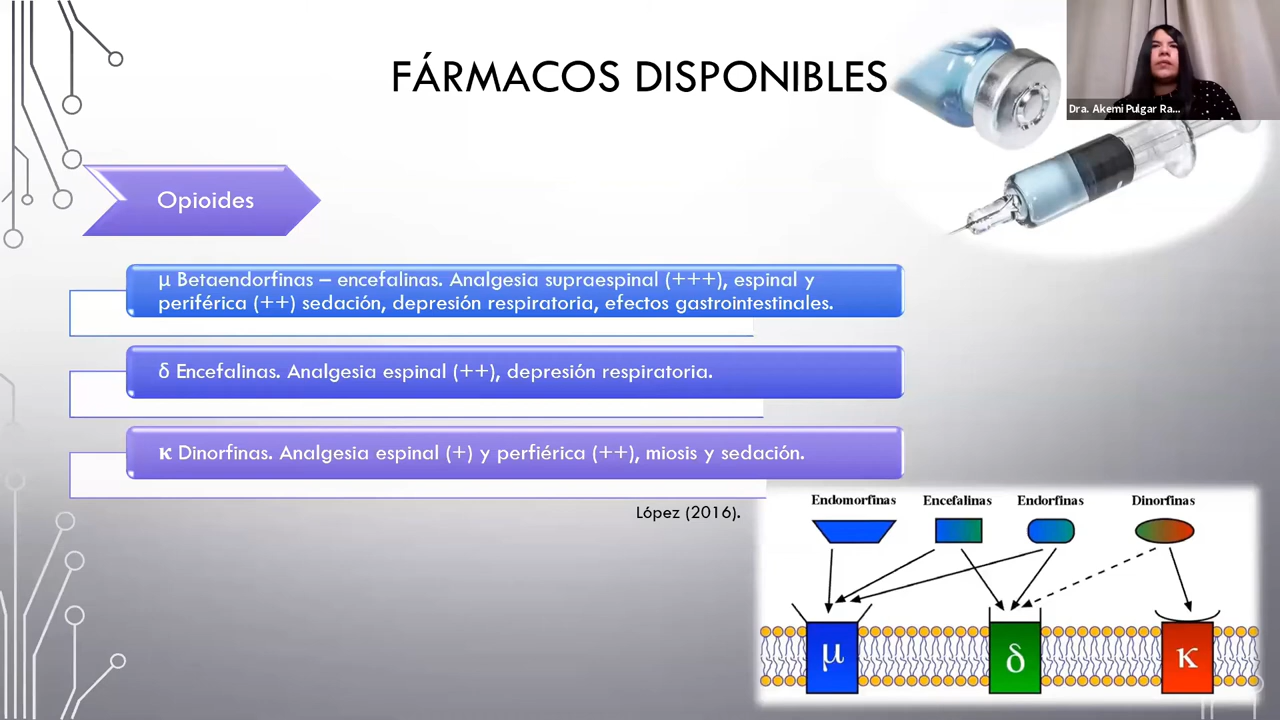 FÁRMACOS DISPONIBLES
Dra. Akemi Pulgar Ra...
Opioides
μ Betaendorfinas – encefalinas. Analgesia supraespinal (+++), espinal y
periférica (++) sedación, depresión respiratoria, efectos gastrointestinales.
δ Encefalinas. Analgesia espinal (++), depresión respiratoria.
κ Dinorfinas. Analgesia espinal (+) y perfiérica (++), miosis y sedación.
López (2016).
Endomorfinas Encefalinas Endorfinas Dinorfinas
μ δ κ